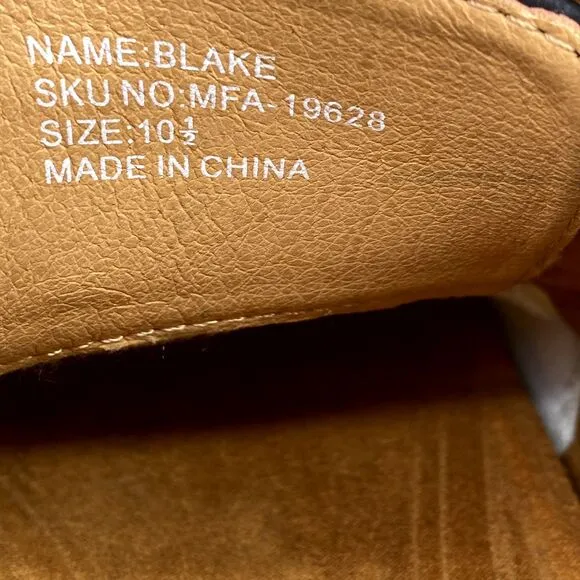 NAME:BLAKE
SKU NO:MFA-19628
SIZE:10½
MADE IN CHINA